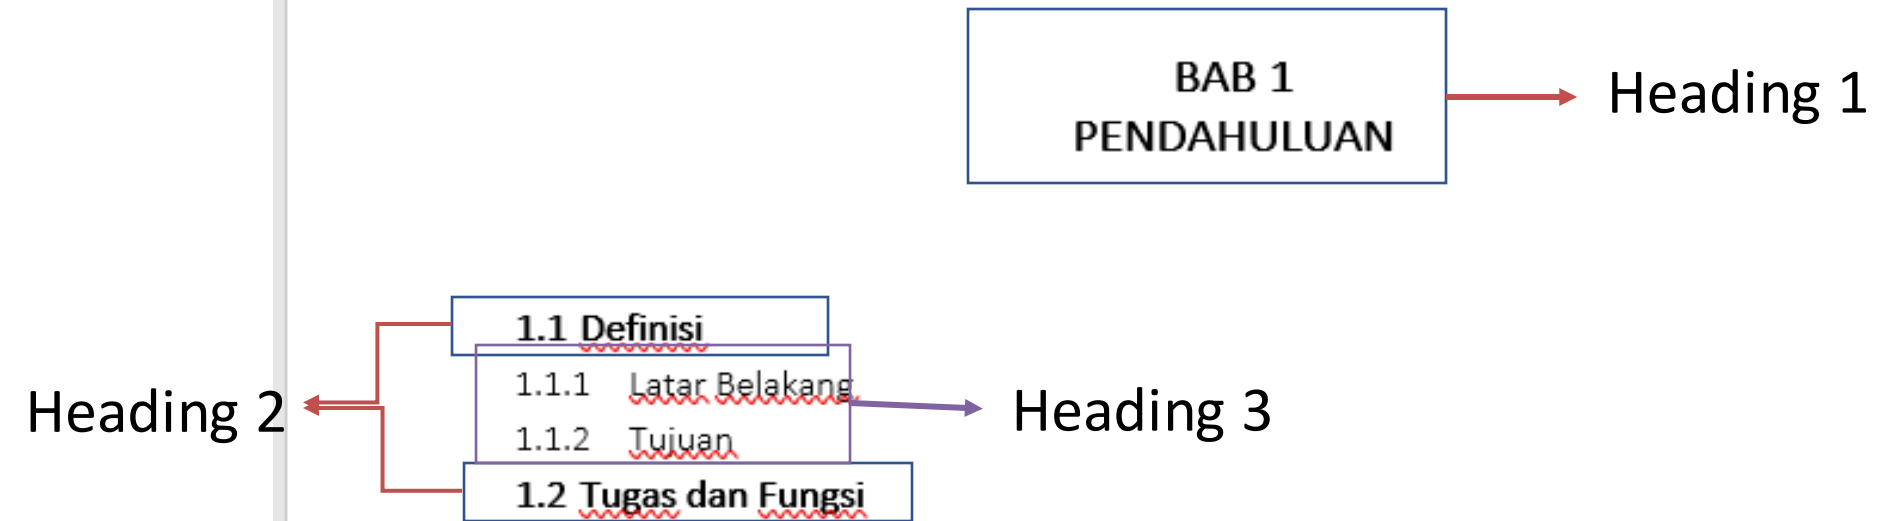 BAB 1
PENDAHULUAN
Heading 1
1.1 Definisi
1.1.1 Latar Belakang
1.1.2 Tujuan
1.2 Tugas dan Fungsi
Heading 2
Heading 3